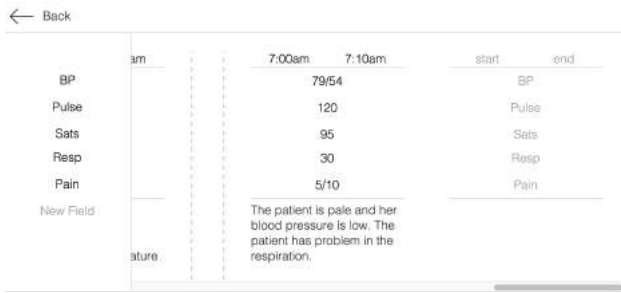 Back
am 7:00am 7:10am start end
BP 79/54 BP
Pulse 120 Pulse
Sats 95 Sats
Resp 30 Resp
Pain 5/10 Pain
New Field
The patient is pale and her
blood pressure is low. The
patient has problem in the
ature respiration.